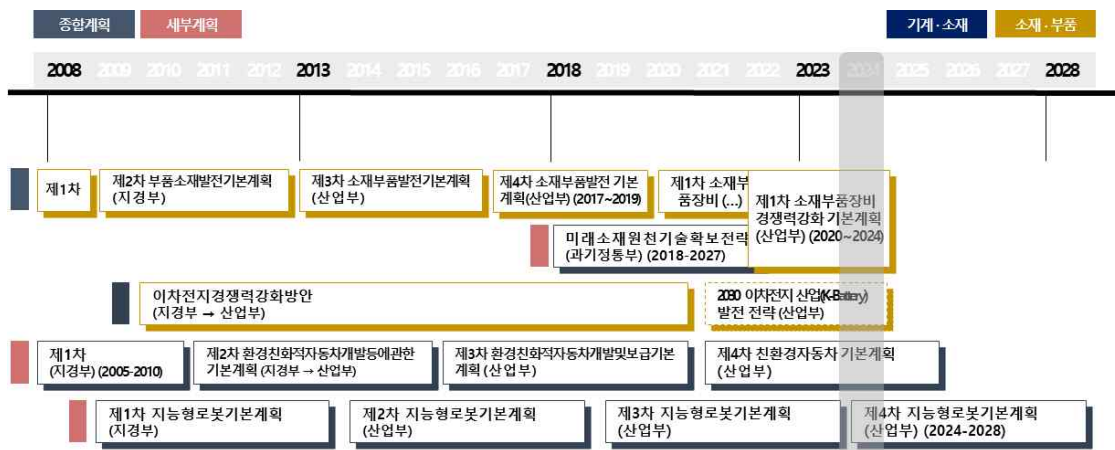 종합계획 세부계획 기계·소재 소재·부품
2008 2009 2010 2011 2012 2013 2014 2015 2016 2017 2018 2019 2020 2021 2022 2023 2024 2025 2026 2027 2028
제1차
제2차 부품소재발전기본계획
(지경부)
제3차 소재부품발전기본계획
(산업부)
제4차 소재부품발전 기본
계획(산업부) (2017~2019)
제1차 소재부
품장비 (...)
제1차 소재부품장비
경쟁력강화 기본계획
(산업부) (2020~2024)
미래소재원천기술확보전략
(과기정통부) (2018-2027)
이차전지경쟁력강화방안
(지경부 → 산업부)
2030 이차전지 산업(K-Battery)
발전 전략 (산업부)
제1차
(지경부) (2005-2010)
제2차 환경친화적자동차개발등에관한
기본계획 (지경부 → 산업부)
제3차 환경친화적자동차개발및보급기본
계획 (산업부)
제4차 친환경자동차 기본계획
(산업부)
제1차 지능형로봇기본계획
(지경부)
제2차 지능형로봇기본계획
(산업부)
제3차 지능형로봇기본계획
(산업부)
제4차 지능형로봇기본계획
(산업부) (2024-2028)